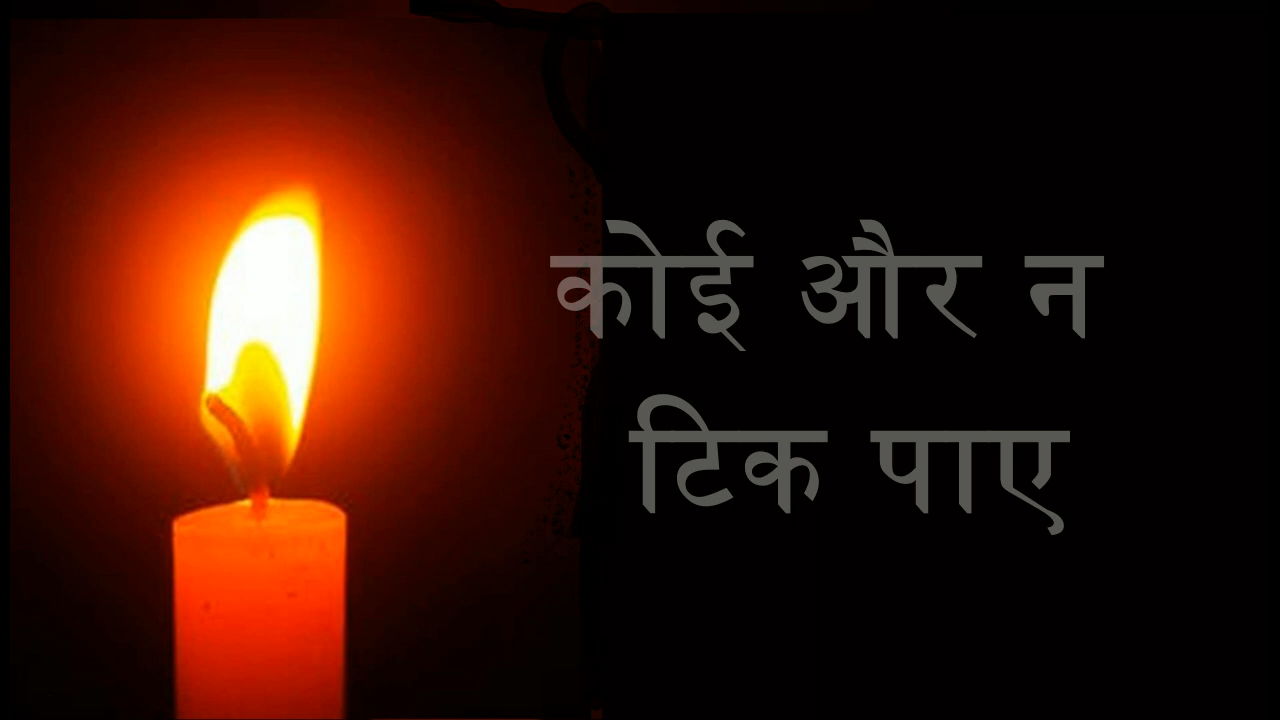 कोई और न
टिक पाए